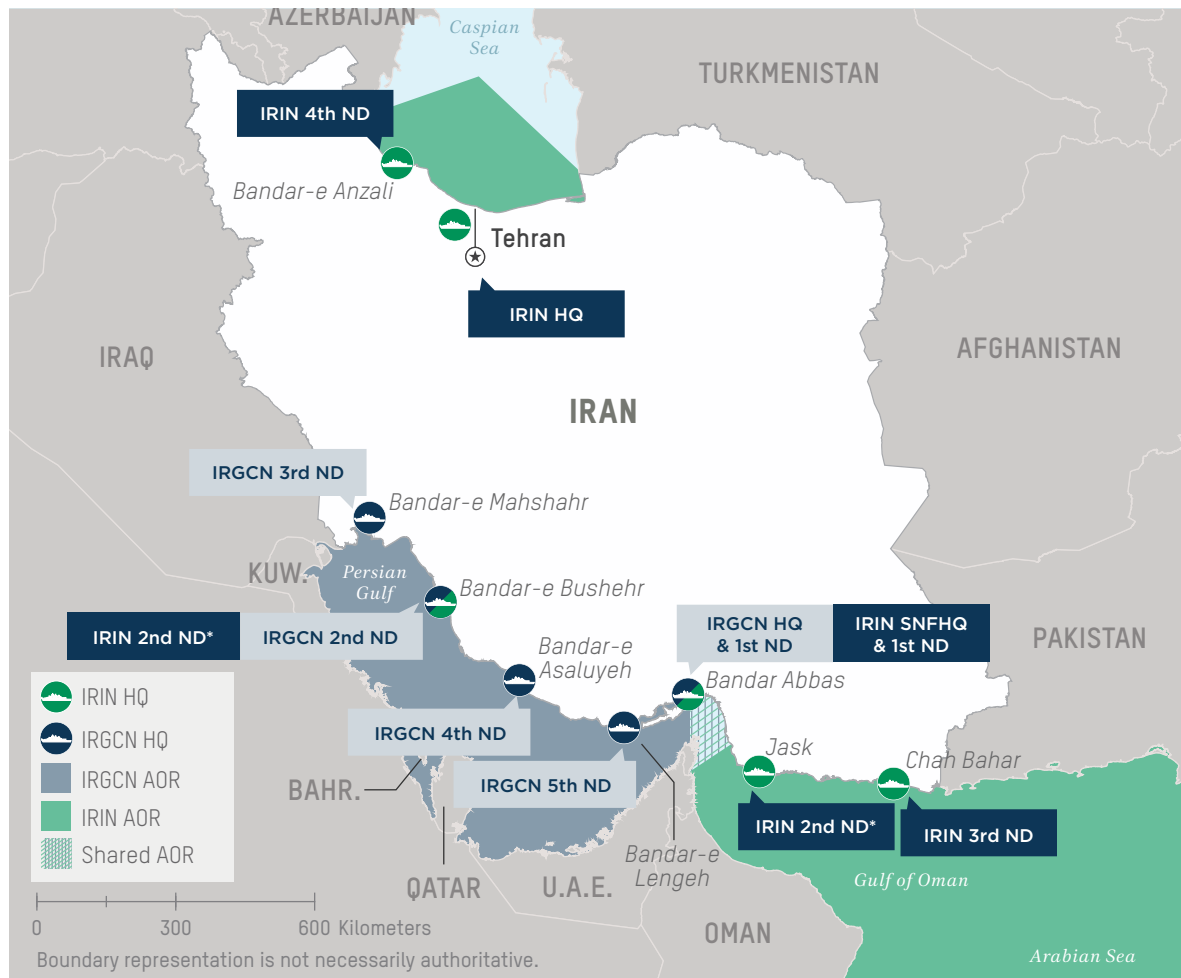 AZERBAIJAN
Caspian
Sea
TURKMENISTAN
IRIN 4th ND
Bandar-e Anzali
Tehran
IRIN HQ
IRAQ
AFGHANISTAN
IRAN
IRGCN 3rd ND
Bandar-e Mahshahr
KUW.
Persian
Gulf
Bandar-e Bushehr
IRIN 2nd ND*
IRGCN 2nd ND
IRGCN HQ
& 1st ND
IRIN SNFHQ
& 1st ND
PAKISTAN
Bandar-e
Asaluyeh
Bandar Abbas
IRGCN 4th ND
Jask
Chah Bahar
IRGCN 5th ND
BAHR.
IRIN 2nd ND*
IRIN 3rd ND
Bandar-e
Lengeh
QATAR
U.A.E.
Gulf of Oman
OMAN
Arabian Sea
IRIN HQ
IRGCN HQ
IRGCN AOR
IRIN AOR
Shared AOR
0 300 600 Kilometers
Boundary representation is not necessarily authoritative.